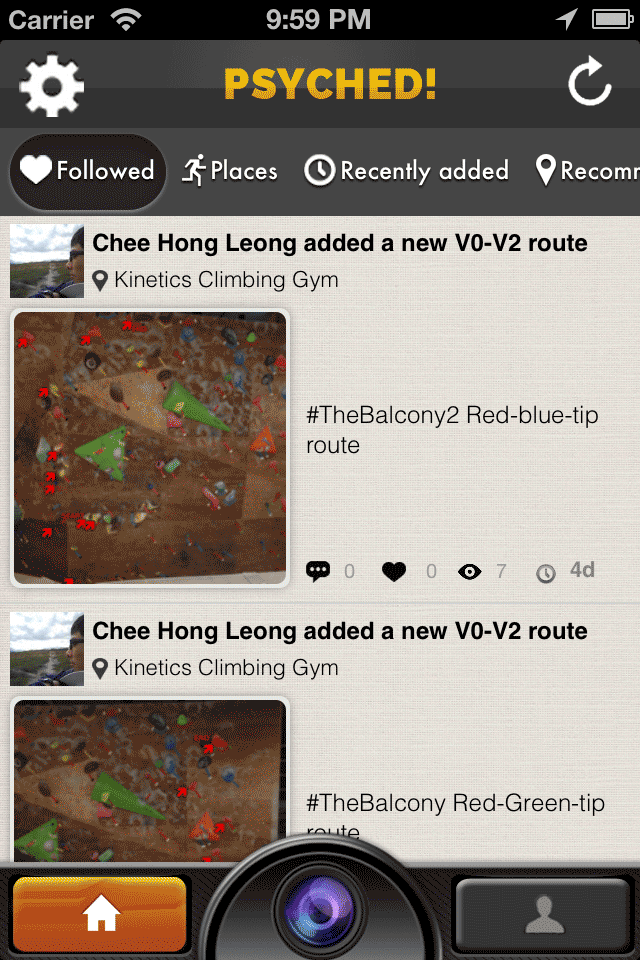 Carrier 9:59 PM
PSYCHED!
Followed Places Recently added Recomm
Chee Hong Leong added a new V0-V2 route
Kinetics Climbing Gym
#TheBalcony2 Red-blue-tip
route
0 0 7 4d
Chee Hong Leong added a new V0-V2 route
Kinetics Climbing Gym
#TheBalcony Red-Green-tip
route